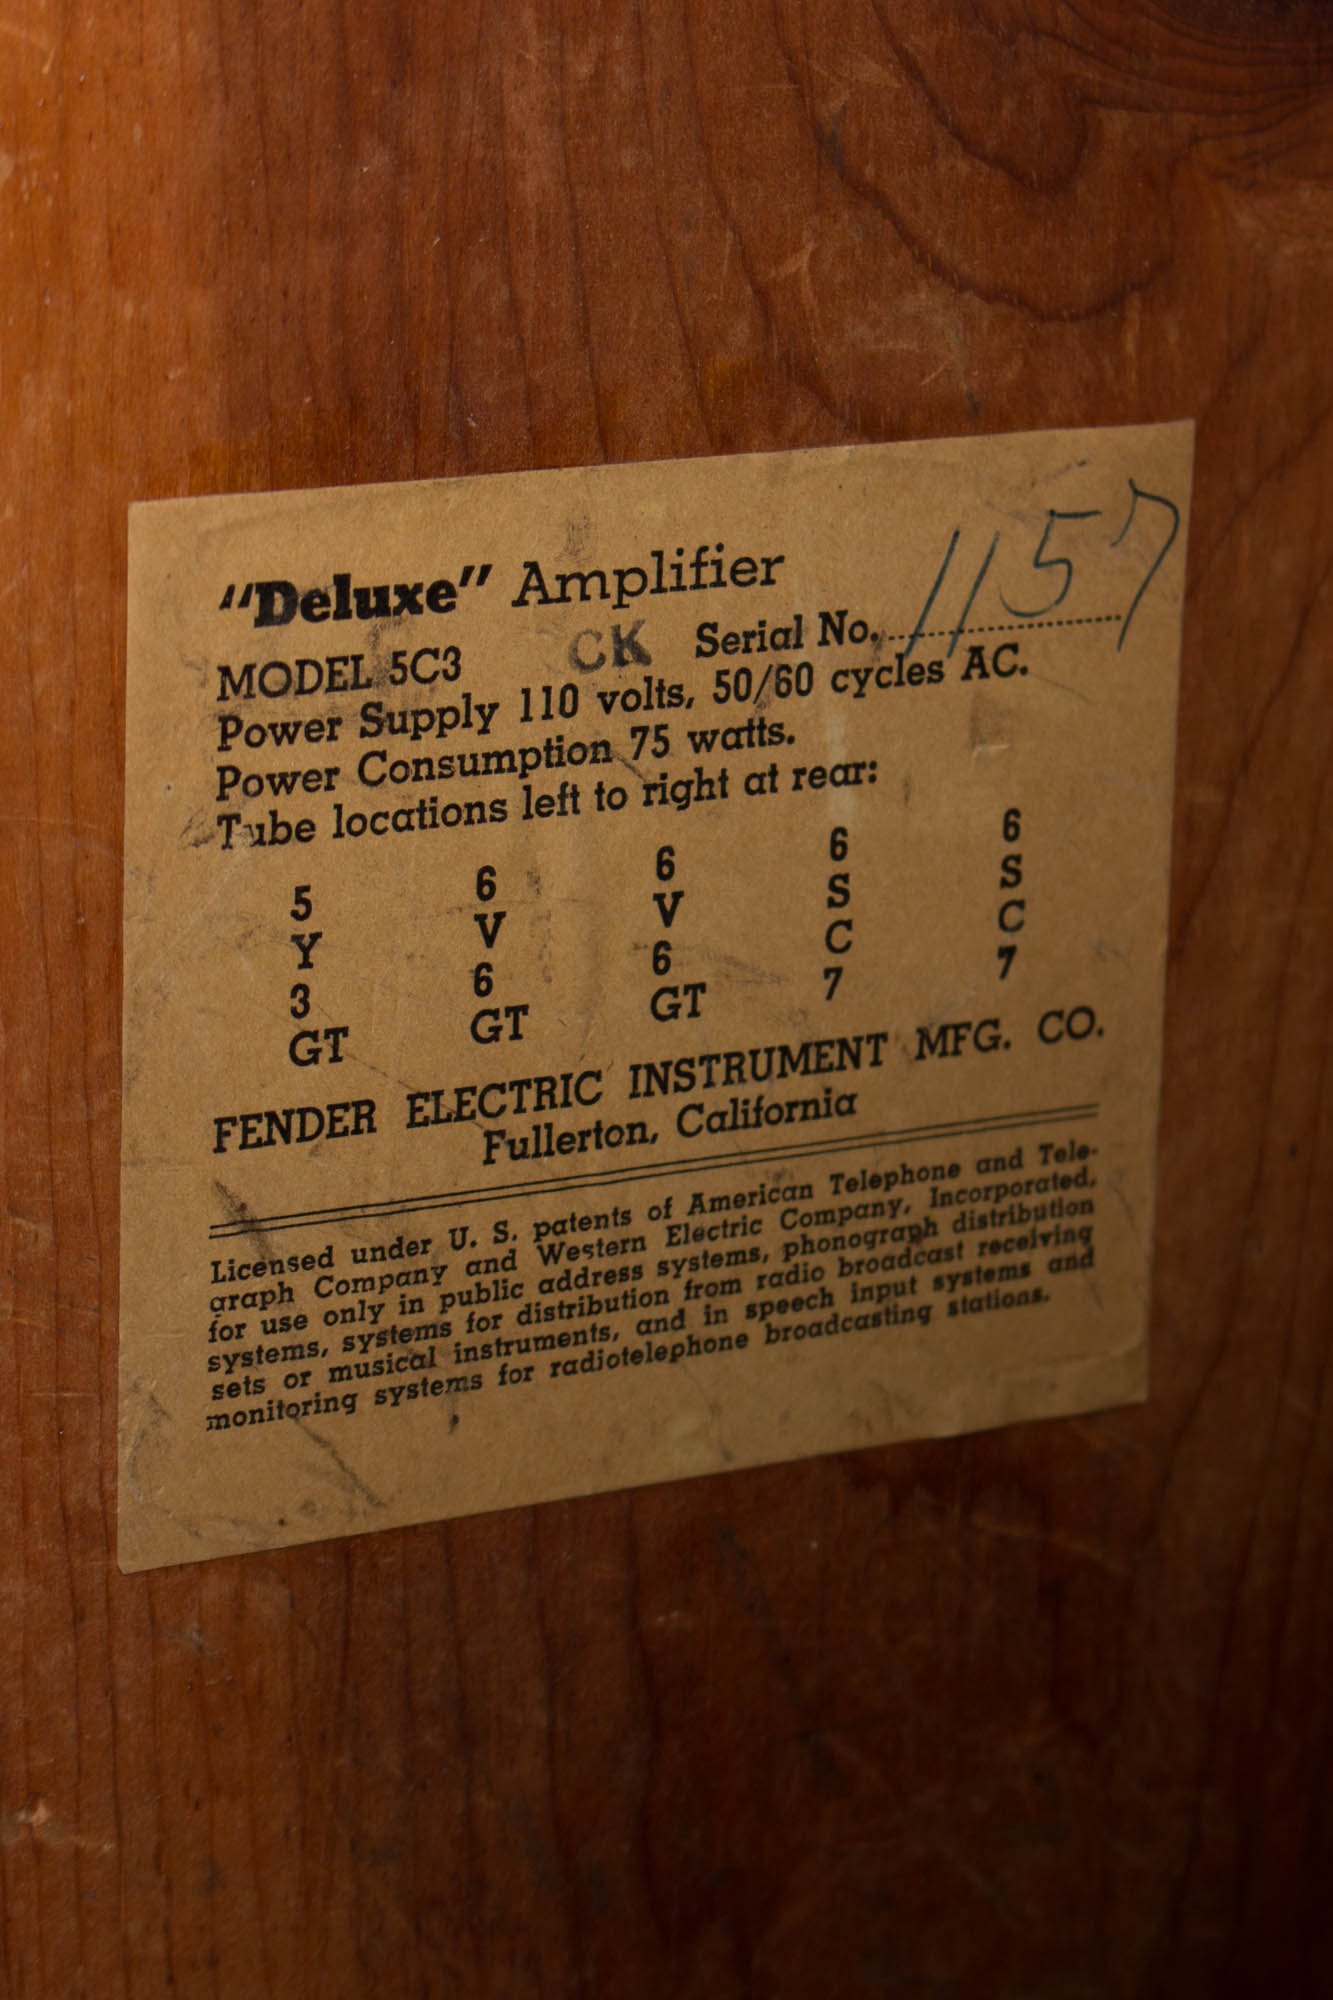 "Deluxe" Amplifier
MODEL 5C3 CK Serial No. 1157
Power Supply 110 volts, 50/60 cycles AC.
Power Consumption 75 watts.
Tube locations left to right at rear:
5 6 6 6 6
Y V V S S
3 6 6 C C
GT GT GT 7 7
FENDER ELECTRIC INSTRUMENT MFG. CO.
Fullerton, California
Licensed under U. S. patents of American Telephone and Tele-
graph Company and Western Electric Company, Incorporated,
for use only in public address systems, phonograph distribution
systems, systems for distribution from radio broadcast receiving
sets or musical instruments, and in speech input systems and
monitoring systems for radiotelephone broadcasting stations.